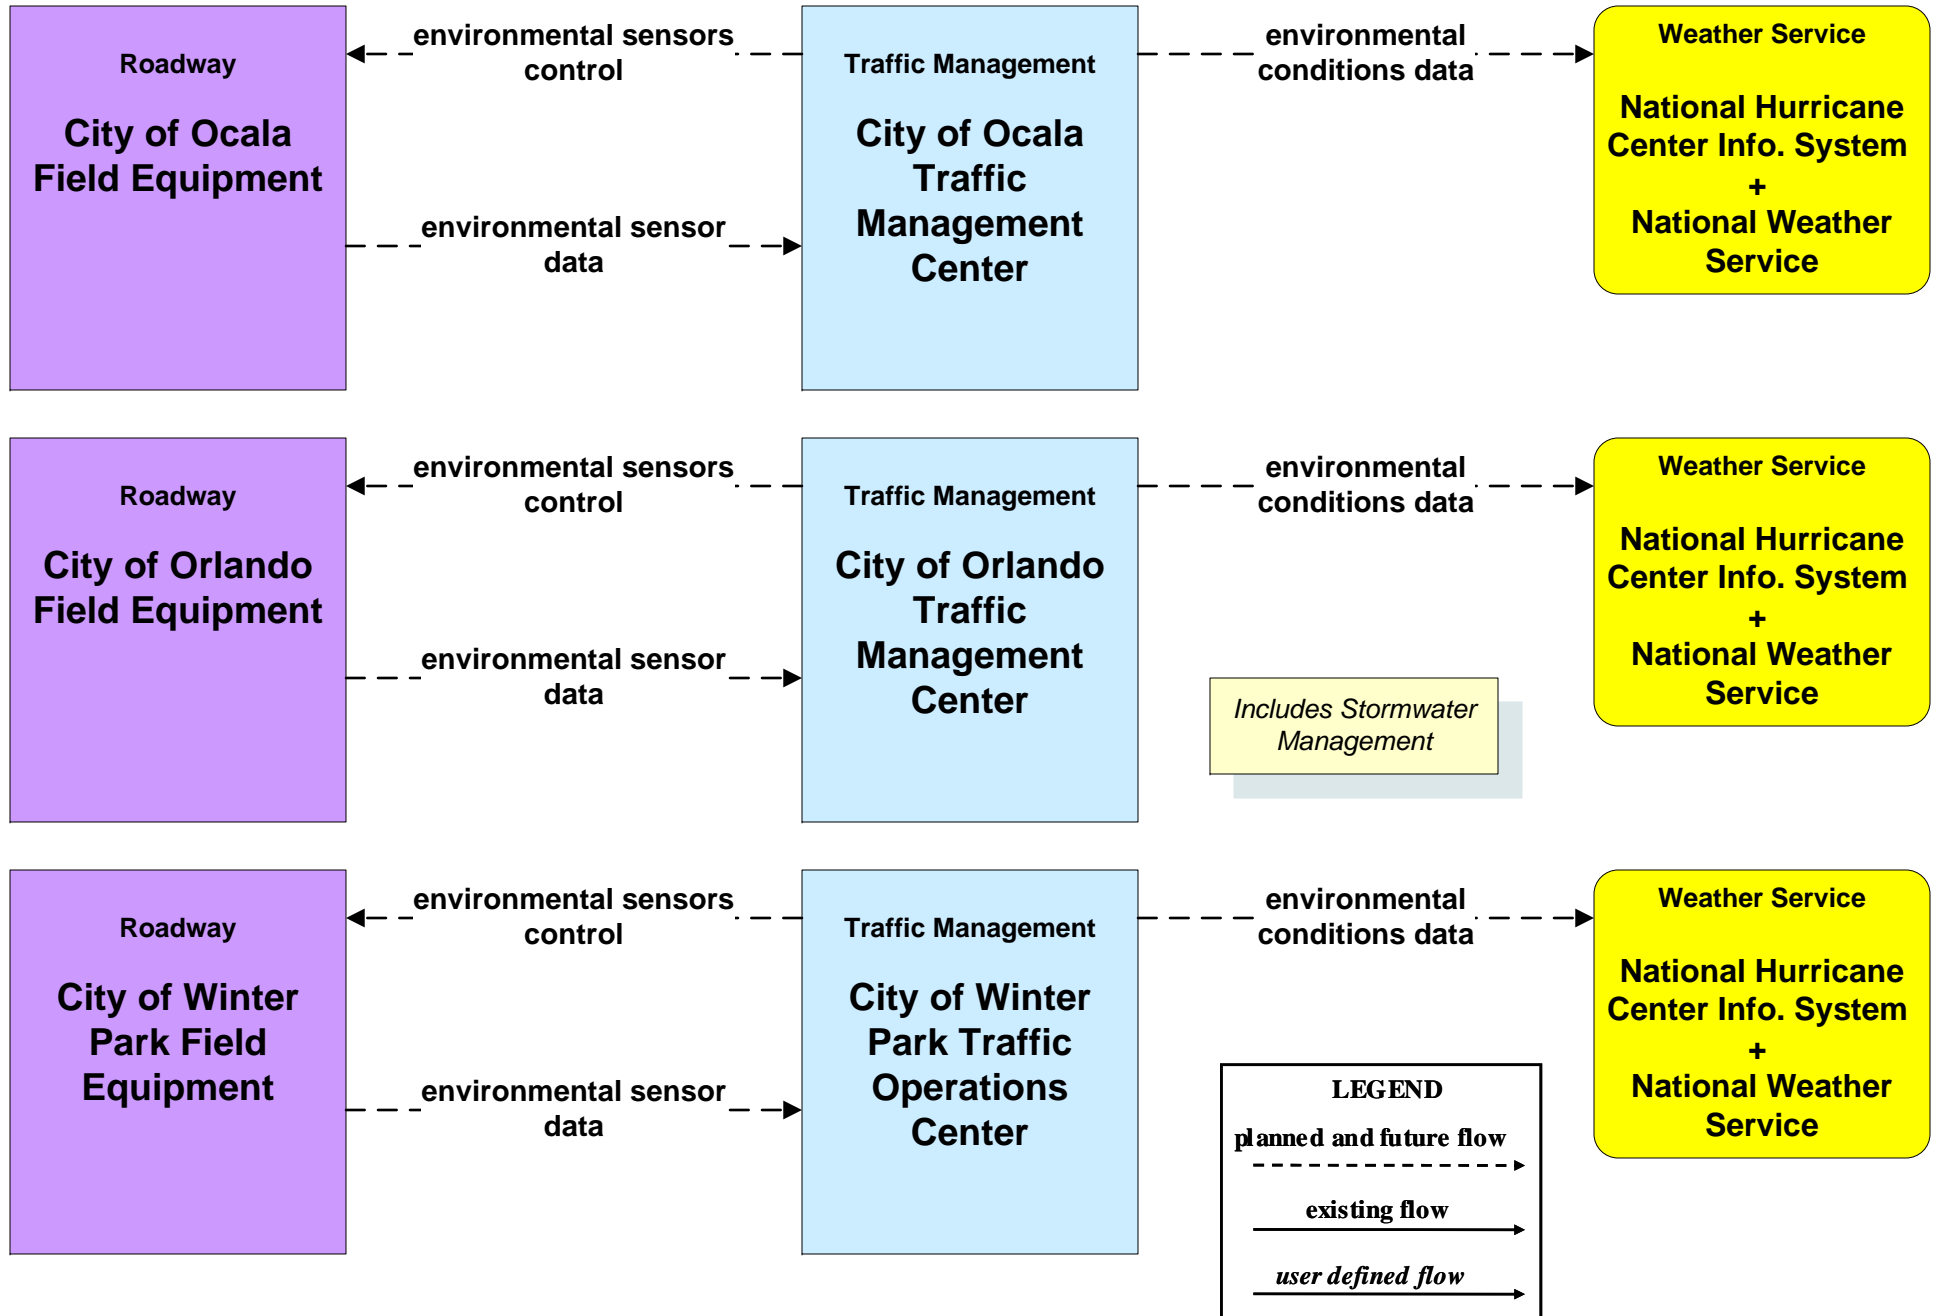 Roadway
City of Ocala
Field Equipment
environmental sensors
control
environmental sensor
data
Traffic Management
City of Ocala
Traffic
Management
Center
environmental
conditions data
Weather Service
National Hurricane
Center Info. System
+
National Weather
Service
Roadway
City of Orlando
Field Equipment
environmental sensors
control
environmental sensor
data
Traffic Management
City of Orlando
Traffic
Management
Center
environmental
conditions data
Includes Stormwater
Management
Weather Service
National Hurricane
Center Info. System
+
National Weather
Service
Roadway
City of Winter
Park Field
Equipment
environmental sensors
control
environmental sensor
data
Traffic Management
City of Winter
Park Traffic
Operations
Center
environmental
conditions data
Weather Service
National Hurricane
Center Info. System
+
National Weather
Service
LEGEND
planned and future flow
existing flow
user defined flow